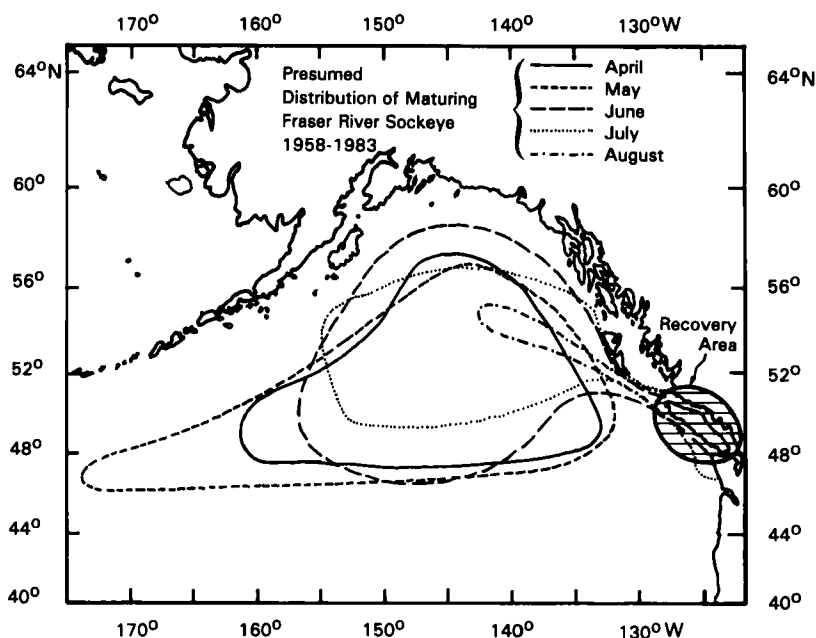 170° 160° 150° 140° 130°W
64°N
60°
56°
52°
48°
44°
40°
Presumed
Distribution of Maturing
Fraser River Sockeye
1958-1983
April
May
June
July
August
Recovery
Area
64°N
60°
56°
52°
48°
44°
40°
170° 160° 150° 140° 130°W